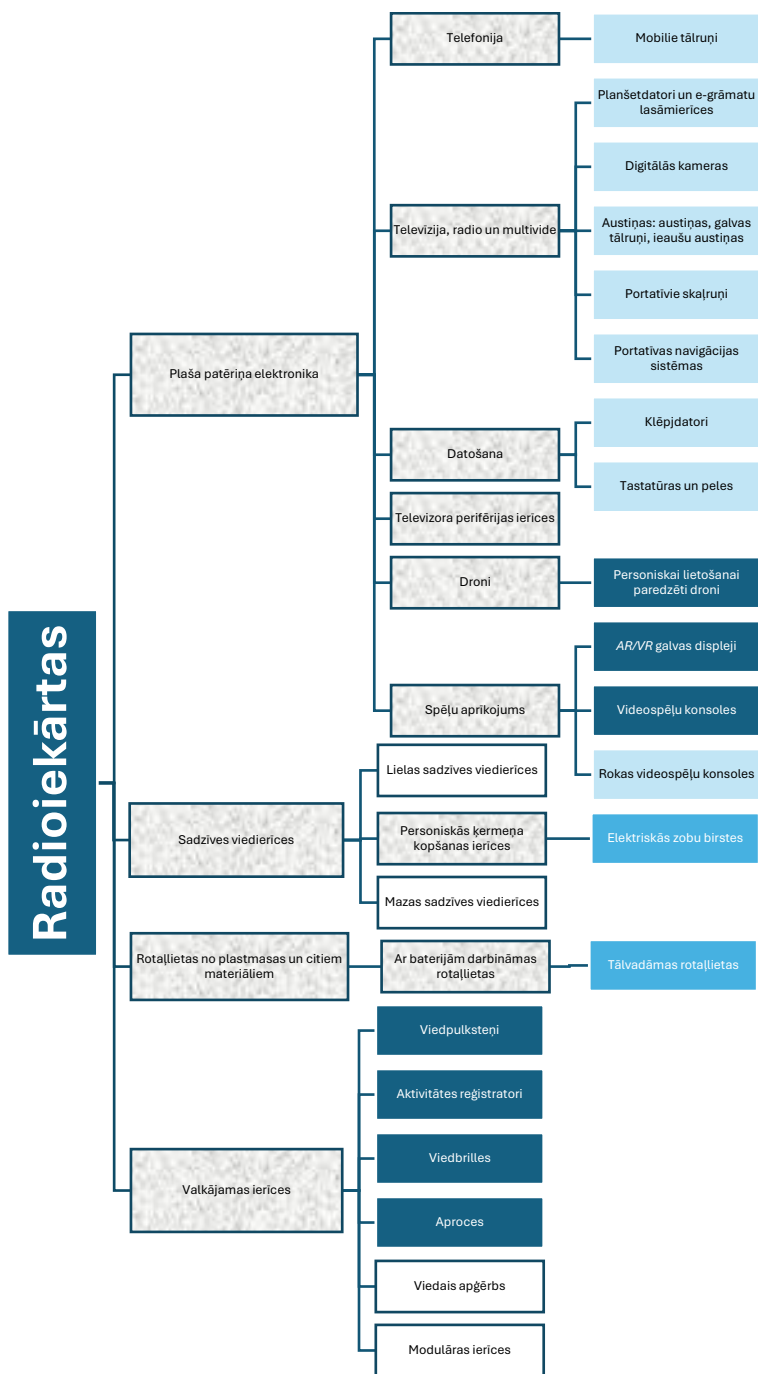 Radioiekārtas
Plaša patēriņa elektronika
Telefonija
Mobilie tālruņi
Televizija, radio un multivide
Planšetdatori un e-grāmatu
lasāmierīces
Digitālās kameras
Austiņas: austiņas, galvas
tālruņi, ieaušu austiņas
Portatīvie skaļruņi
Portatīvas navigācijas
sistēmas
Datošana
Klēpjdatori
Tastatūras un peles
Televizora perifērijas ierīces
Droni
Personiskai lietošanai
paredzēti droni
Spēļu aprīkojums
AR/VR galvas displeji
Videospēļu konsoles
Rokas videospēļu konsoles
Sadzīves viedierīces
Lielas sadzīves viedierīces
Personiskās ķermeņa
kopšanas ierīces
Elektriskās zobu birstes
Mazas sadzīves viedierīces
Rotaļlietas no plastmasas un citiem
materiāliem
Ar baterijām darbināmas
rotaļlietas
Tālvadāmas rotaļlietas
Valkājamas ierīces
Viedpulksteņi
Aktivitātes reģistratori
Viedbrilles
Aproces
Viedais apģērbs
Modulāras ierīces